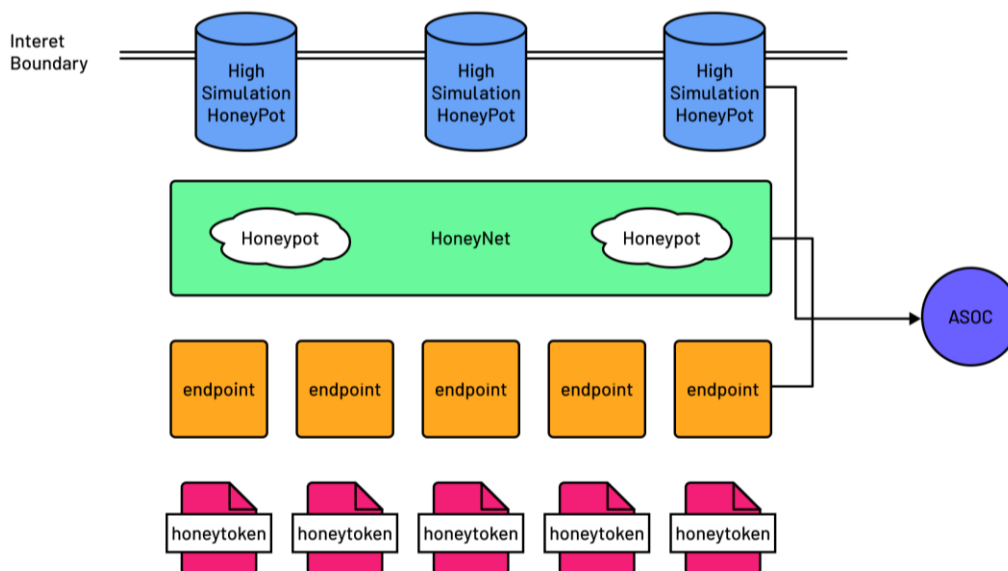 Interet
Boundary
High
Simulation
HoneyPot
High
Simulation
HoneyPot
High
Simulation
HoneyPot
Honeypot
HoneyNet
Honeypot
ASOC
endpoint
endpoint
endpoint
endpoint
endpoint
honeytoken
honeytoken
honeytoken
honeytoken
honeytoken